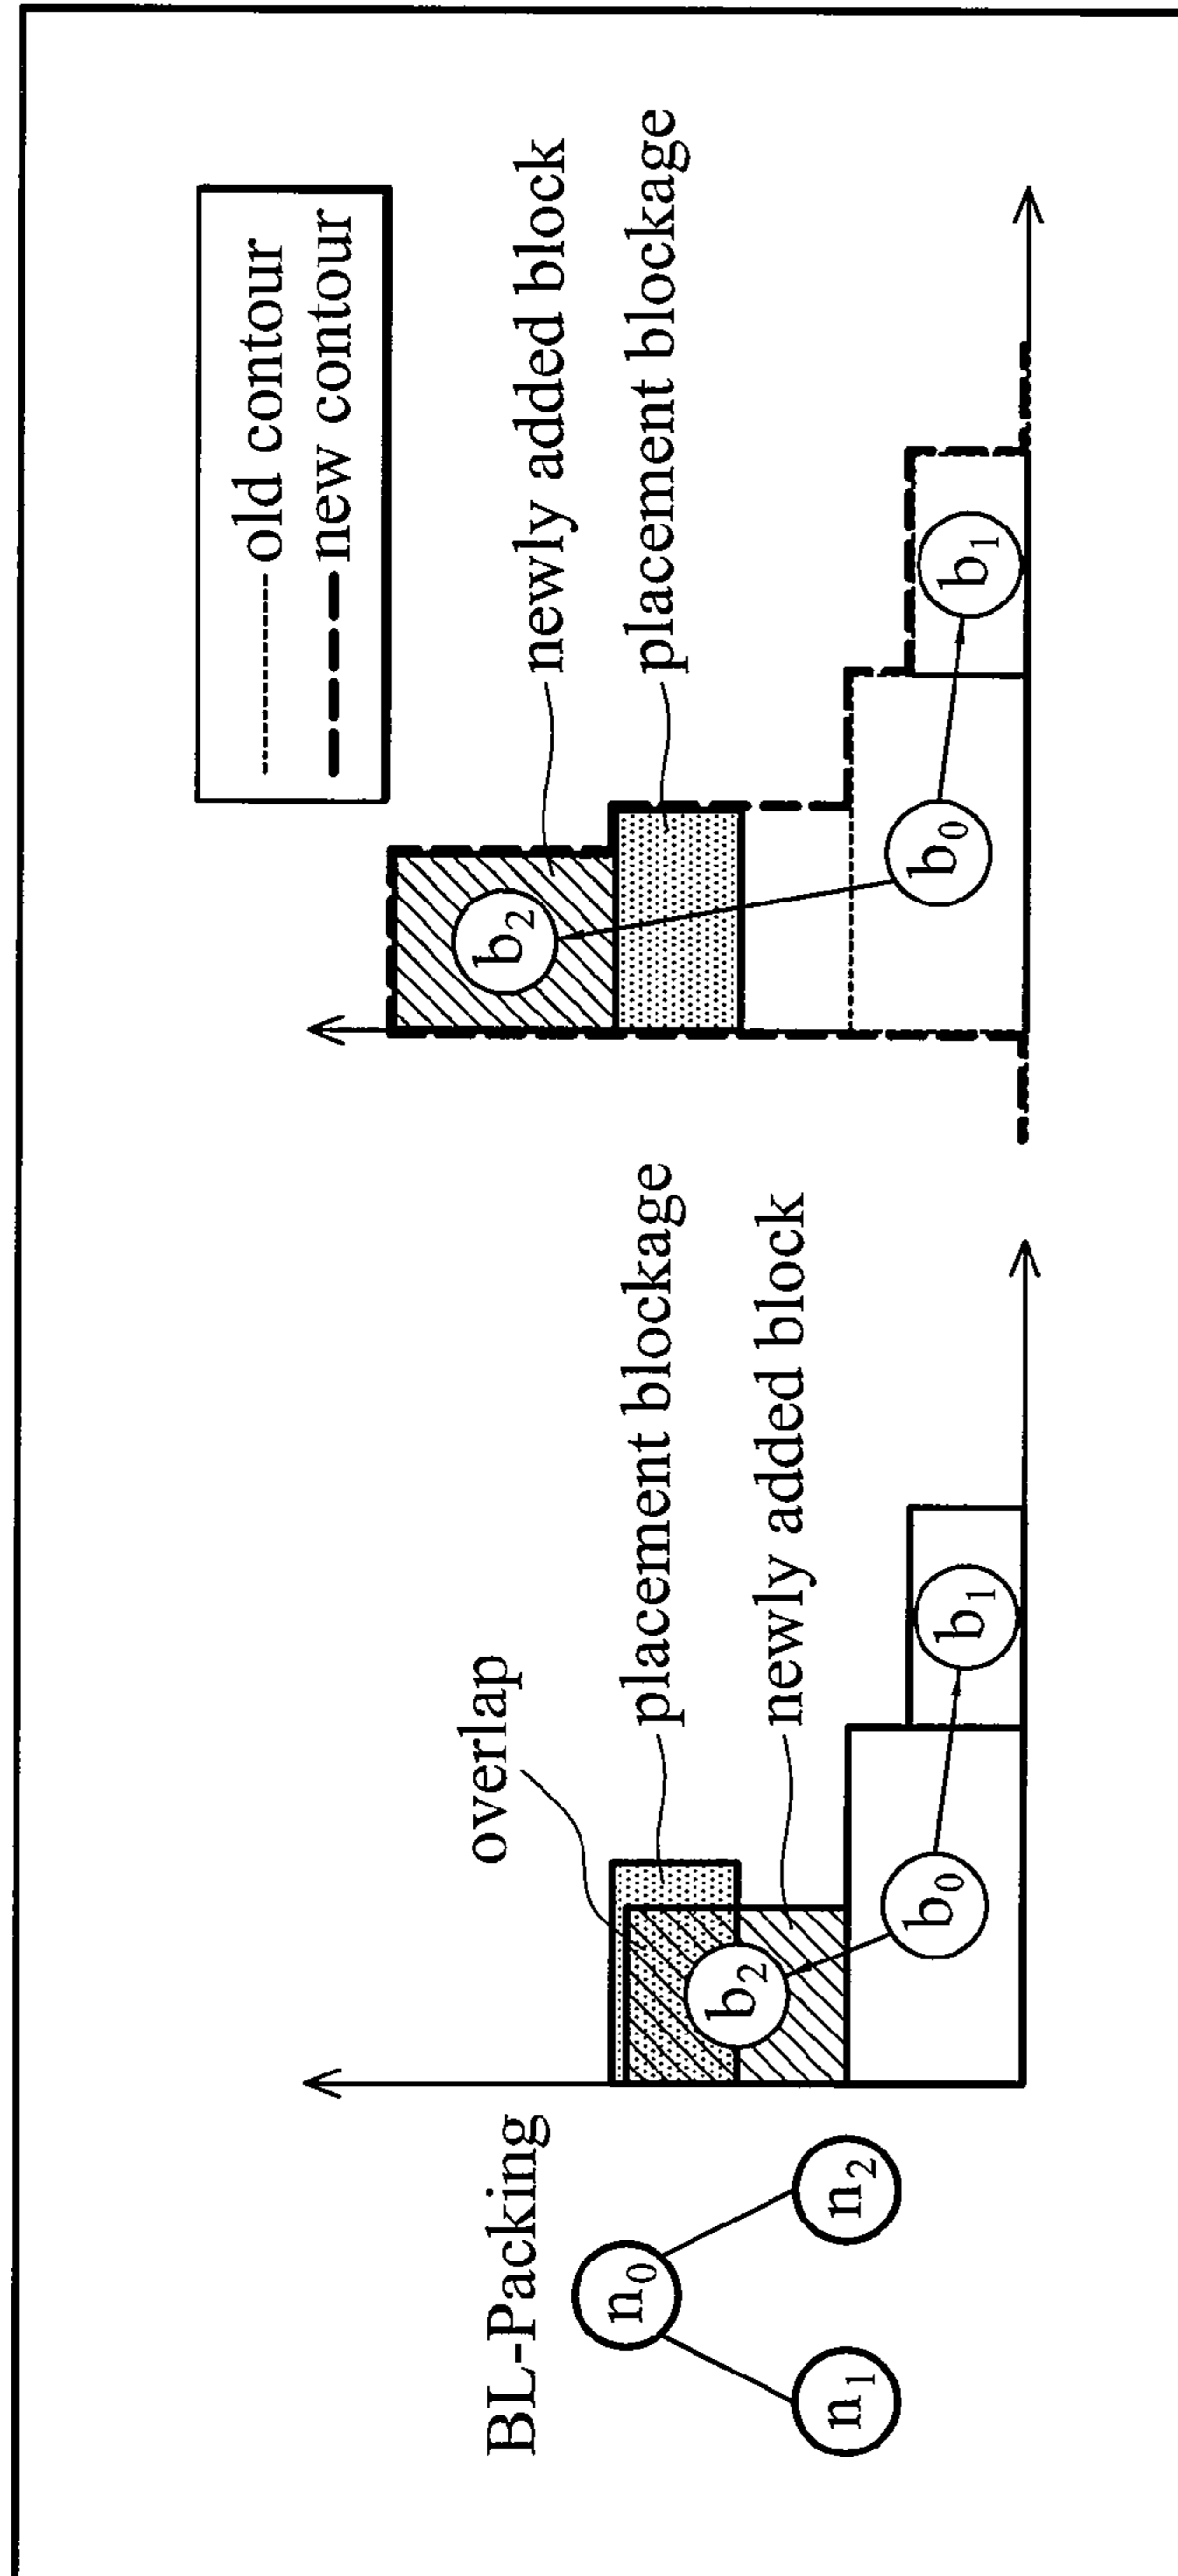 BL-Packing
n0
n1
n2
overlap
placement blockage
newly added block
b2
b0
b1
old contour
new contour
newly added block
placement blockage
b2
b0
b1